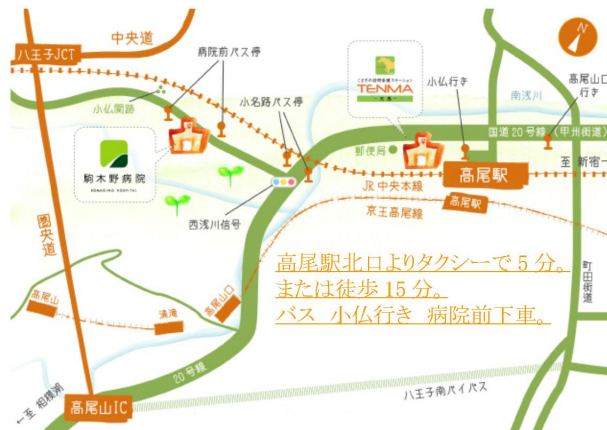 中央道
八王子JCT
病院前バス停
小仏関跡
小名路バス停
こまぎの訪問看護ステーション
TENMA
-天馬-
小仏行き
高尾山口
行き
南浅川
国道20号線(甲州街道)
N
駒木野病院
KOMAGINO HOSPITAL
郵便局
高尾駅
至 新宿→
JR中央本線
京王高尾線
高尾駅
西浅川信号
圏央道
高尾山
清滝
高尾山口
高尾駅北口よりタクシーで5分。
または徒歩15分。
バス 小仏行き 病院前下車。
町田街道
20号線
←至 相模湖
高尾山IC
八王子南バイパス